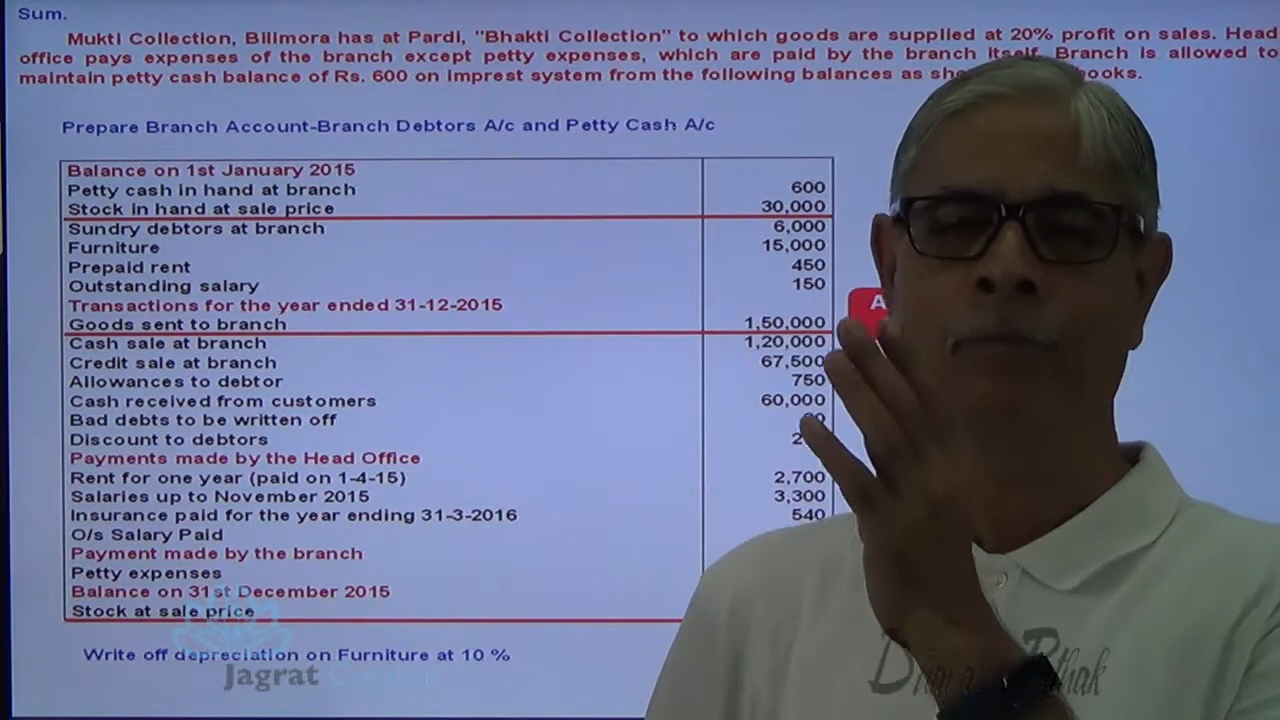 Sum.
Mukti Collection, Bilimora has at Pardi, "Bhakti Collection" to which goods are supplied at 20% profit on sales. Head
office pays expenses of the branch except petty expenses, which are paid by the branch itself. Branch is allowed to
maintain petty cash balance of Rs. 600 on Imprest system from the following balances as books.
Prepare Branch Account-Branch Debtors A/c and Petty Cash A/c
Balance on 1st January 2015
Petty cash in hand at branch 600
Stock in hand at sale price 30,000
Sundry debtors at branch 6,000
Furniture 15,000
Prepaid rent 450
Outstanding salary 150
Transactions for the year ended 31-12-2015
Goods sent to branch 1,50,000
Cash sale at branch 1,20,000
Credit sale at branch 67,500
Allowances to debtor 750
Cash received from customers 60,000
Bad debts to be written off
Discount to debtors
Payments made by the Head Office
Rent for one year (paid on 1-4-15) 2,700
Salaries up to November 2015 3,300
Insurance paid for the year ending 31-3-2016 540
O/s Salary Paid
Payment made by the branch
Petty expenses
Balance on 31st December 2015
Stock at sale price
Write off depreciation on Furniture at 10 %
Jagrat